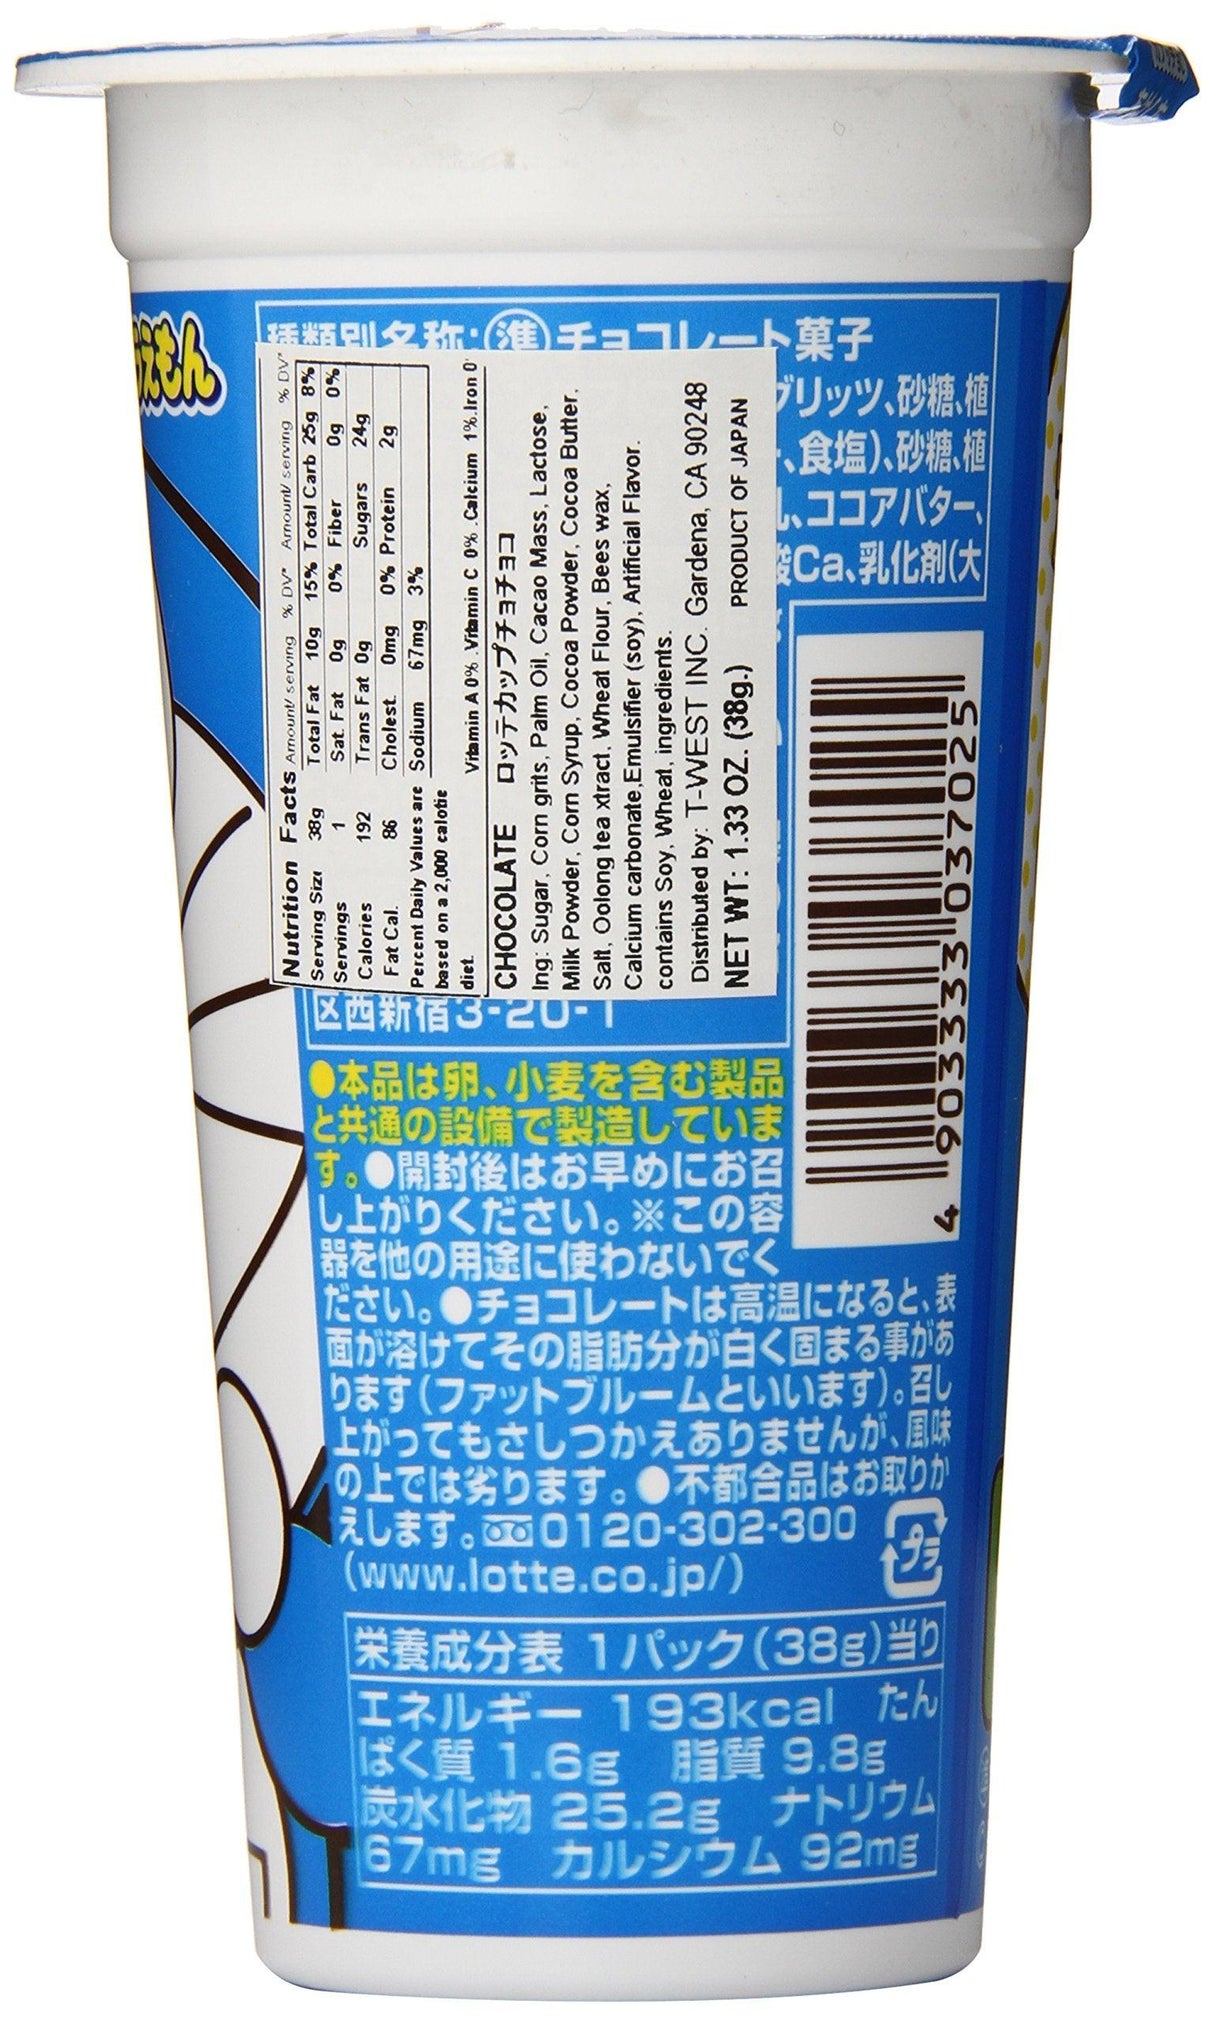 えもん
種類別名称:準チョコレート菓子
グリッツ、砂糖、植
、食塩)、砂糖、植
、ココアバター、
酸Ca、乳化剤(大
Nutrition Facts Amount/ serving % DV* Amount/ serving % DV*
Serving Size 38g Total Fat 10g 15% Total Carb 25g 8%
Servings 1 Sat. Fat 0g 0% Fiber 0g 0%
Calories 192 Trans Fat 0g Sugars 24g
Fat Cal. 86 Cholest. 0mg 0% Protein 2g
Percent Daily Values are Sodium 67mg 3%
based on a 2,000 calotie
diet. Vitamin A 0% .Vitamin C 0% .Calcium 1%.Iron 0
CHOCOLATE ロッテカップチョチョコ
Ing: Sugar, Corn grits, Palm Oil, Cacao Mass, Lactose,
Milk Powder, Corn Syrup, Cocoa Powder, Cocoa Butter,
Salt, Oolong tea xtract, Wheat Flour, Bees wax,
Calcium carbonate,Emulsifier (soy), Artificial Flavor.
contains Soy, Wheat, ingredients.
Distributed by: T-WEST INC. Gardena, CA 90248
NET WT: 1.33 OZ. (38g.) PRODUCT OF JAPAN
区西新宿3-20-1
4 903333 037025
●本品は卵、小麦を含む製品
と共通の設備で製造していま
す。●開封後はお早めにお召
し上がりください。※この容
器を他の用途に使わないでく
ださい。●チョコレートは高温になると、表
面が溶けてその脂肪分が白く固まる事があ
ります(ファットブルームといいます)。召し
上がってもさしつかえありませんが、風味
の上では劣ります。●不都合品はお取りか
えします。0120-302-300
(www.lotte.co.jp/)
プラ
栄養成分表 1パック(38g)当り
エネルギー 193kcal たん
ぱく質 1.6g 脂質 9.8g
炭水化物 25.2g ナトリウム
67mg カルシウム 92mg